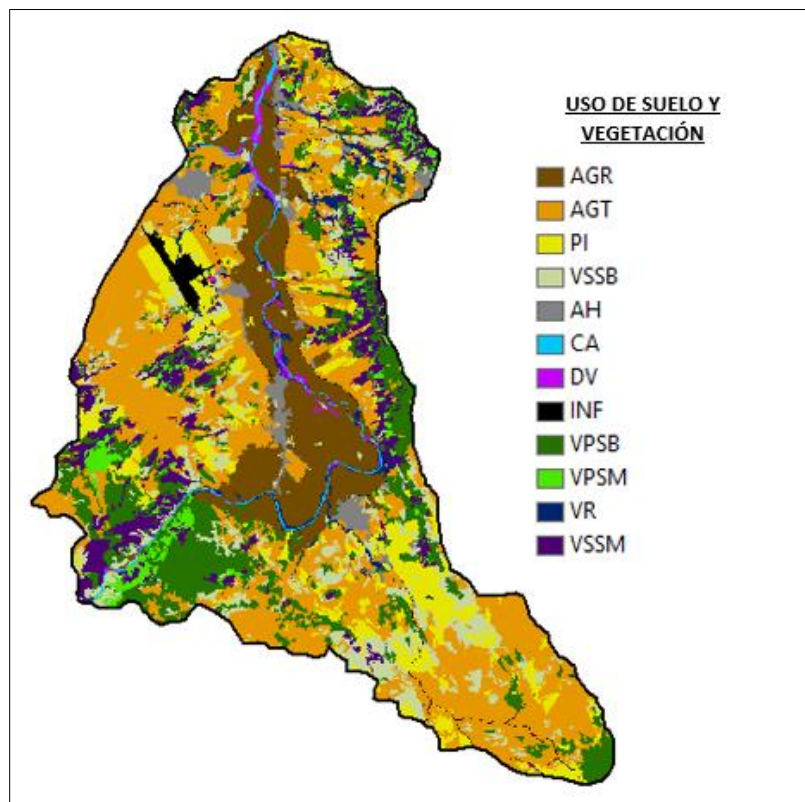 USO DE SUELO Y
VEGETACIÓN
AGR
AGT
PI
VSSB
AH
CA
DV
INF
VPSB
VPSM
VR
VSSM